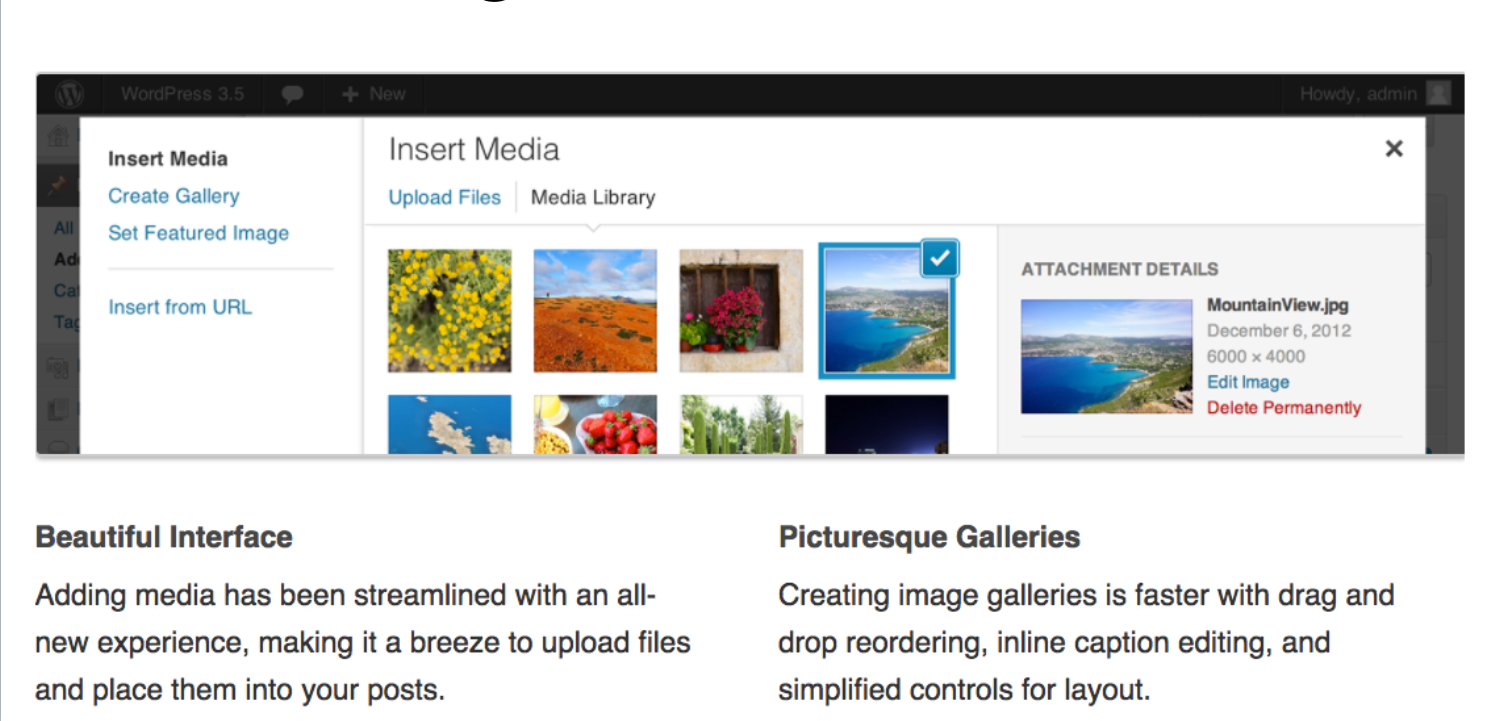 WordPress 3.5
New
Howdy, admin
Insert Media
Create Gallery
Set Featured Image
Insert from URL
Insert Media
Upload Files
Media Library
All
ATTACHMENT DETAILS
MountainView.jpg
December 6, 2012
6000 × 4000
Edit Image
Delete Permanently
Beautiful Interface
Adding media has been streamlined with an all-
new experience, making it a breeze to upload files
and place them into your posts.
Picturesque Galleries
Creating image galleries is faster with drag and
drop reordering, inline caption editing, and
simplified controls for layout.